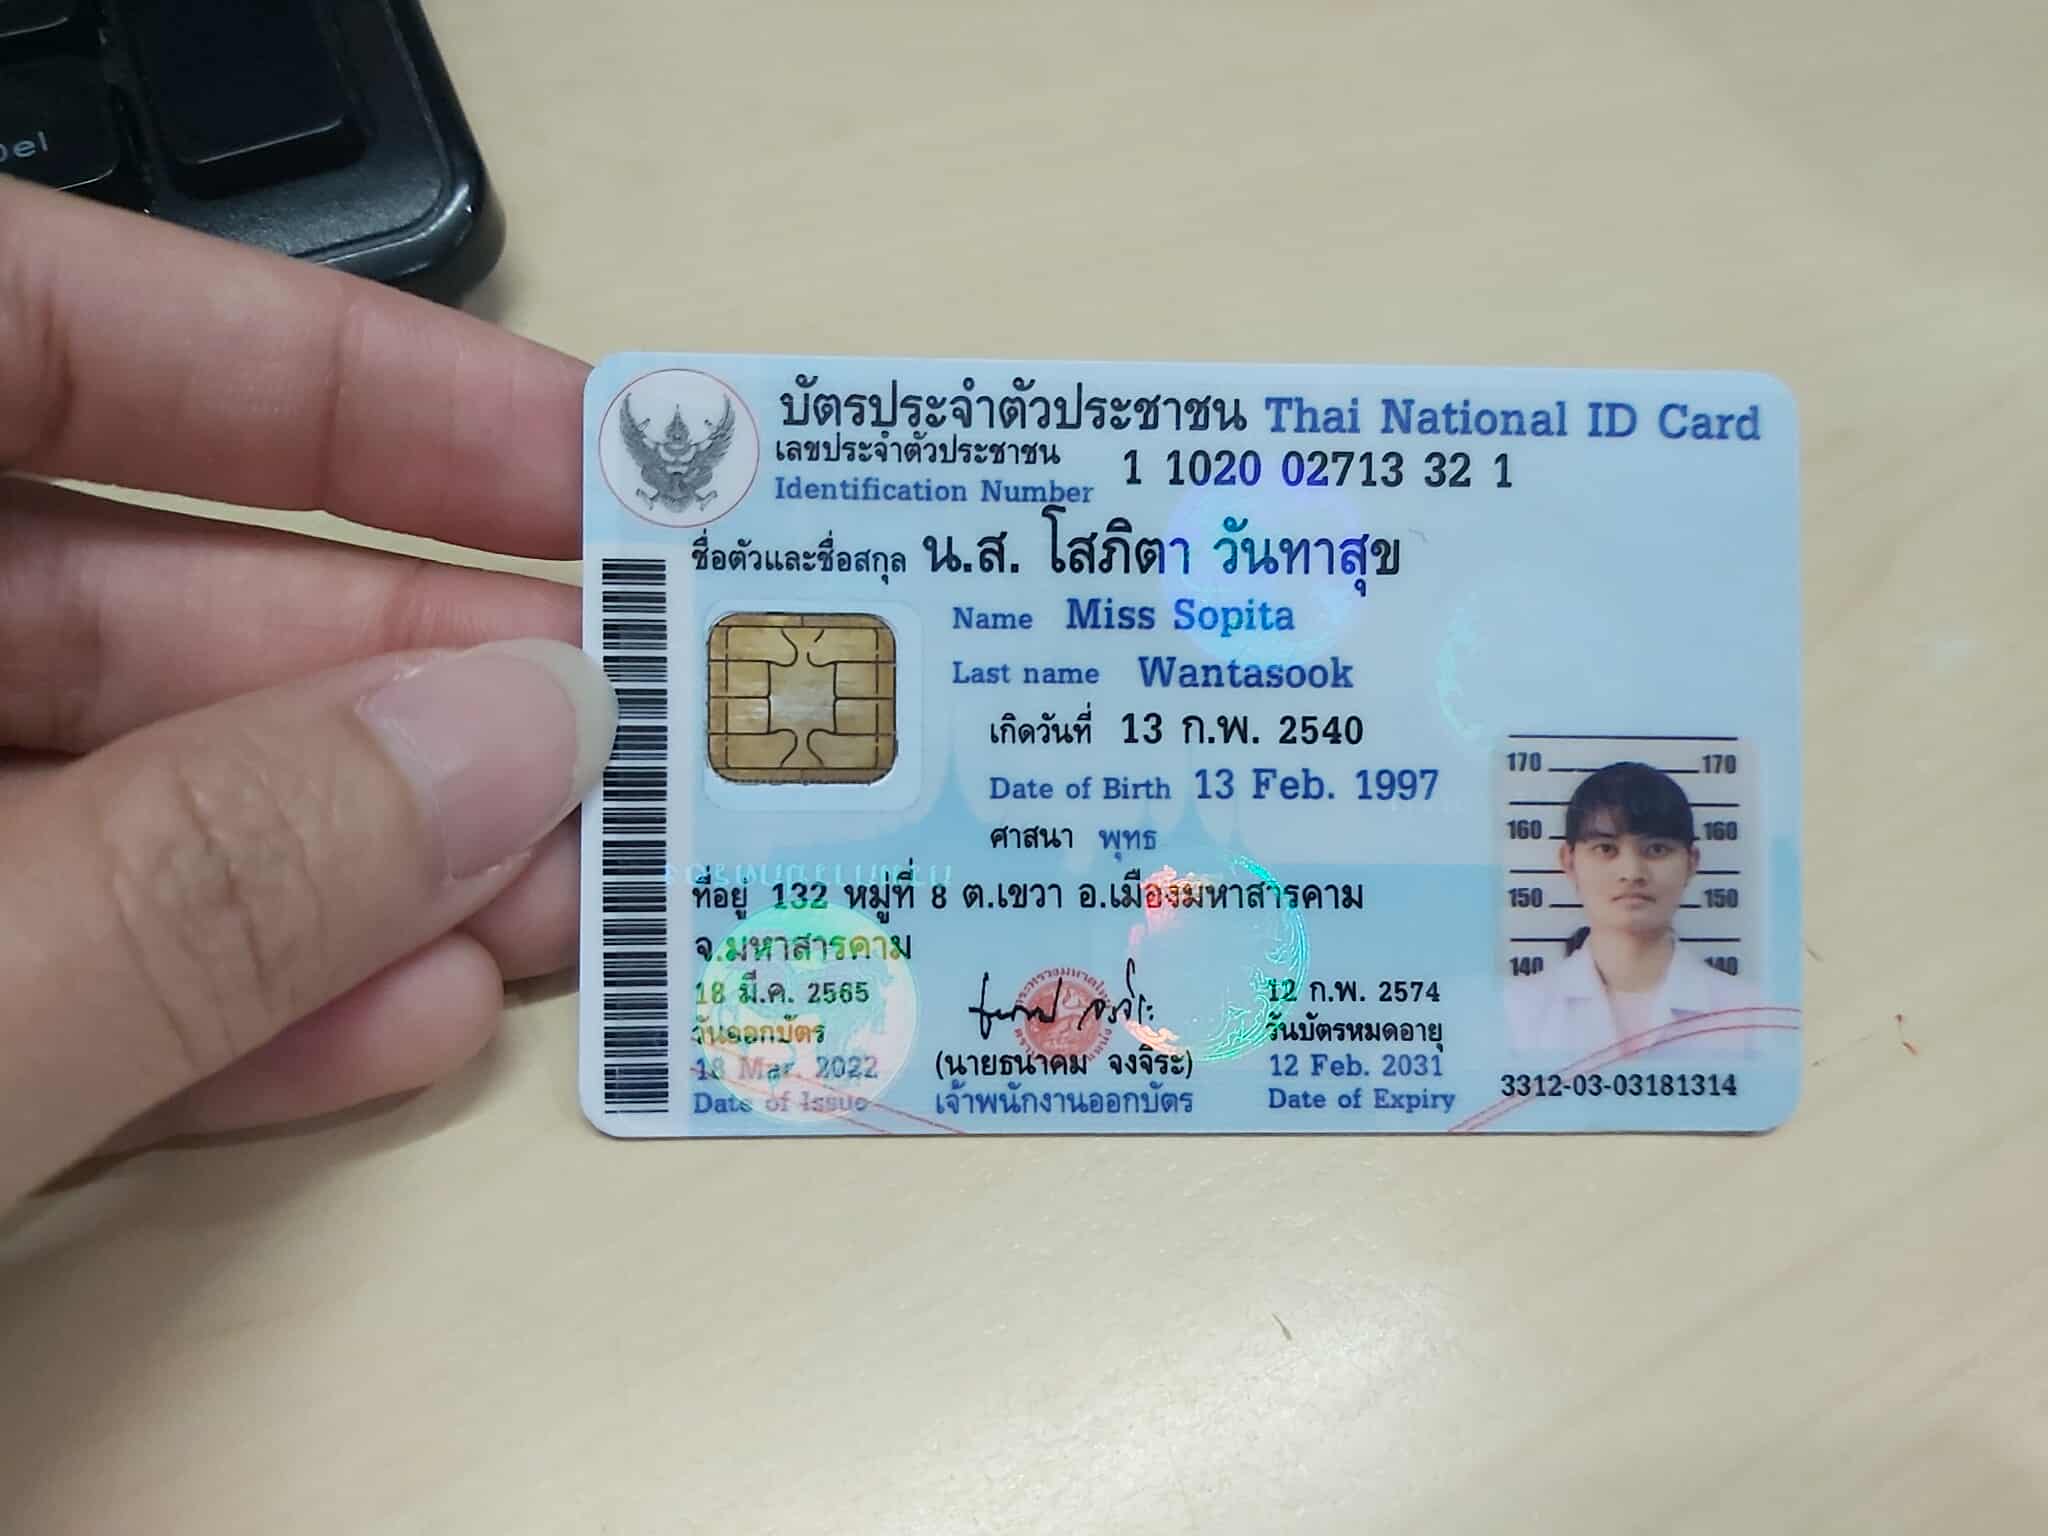 Del
บัตรประจำตัวประชาชน Thai National ID Card
เลขประจำตัวประชาชน 1 1020 02713 32 1
Identification Number
ชื่อตัวและชื่อสกุล น.ส. โสภิตา วันทาสุข
Name Miss Sopita
Last name Wantasook
เกิดวันที่ 13 ก.พ. 2540
Date of Birth 13 Feb. 1997
ศาสนา พุทธ
ที่อยู่ 132 หมู่ที่ 8 ต.เขวา อ.เมืองมหาสารคาม
จ.มหาสารคาม
18 มี.ค. 2565
วันออกบัตร
18 Mar. 2022
Date of Issue
(นายธนาคม จงจิระ)
เจ้าพนักงานออกบัตร
12 ก.พ. 2574
วันบัตรหมดอายุ
12 Feb. 2031
Date of Expiry
170 170
160 160
150 150
140 140
3312-03-03181314